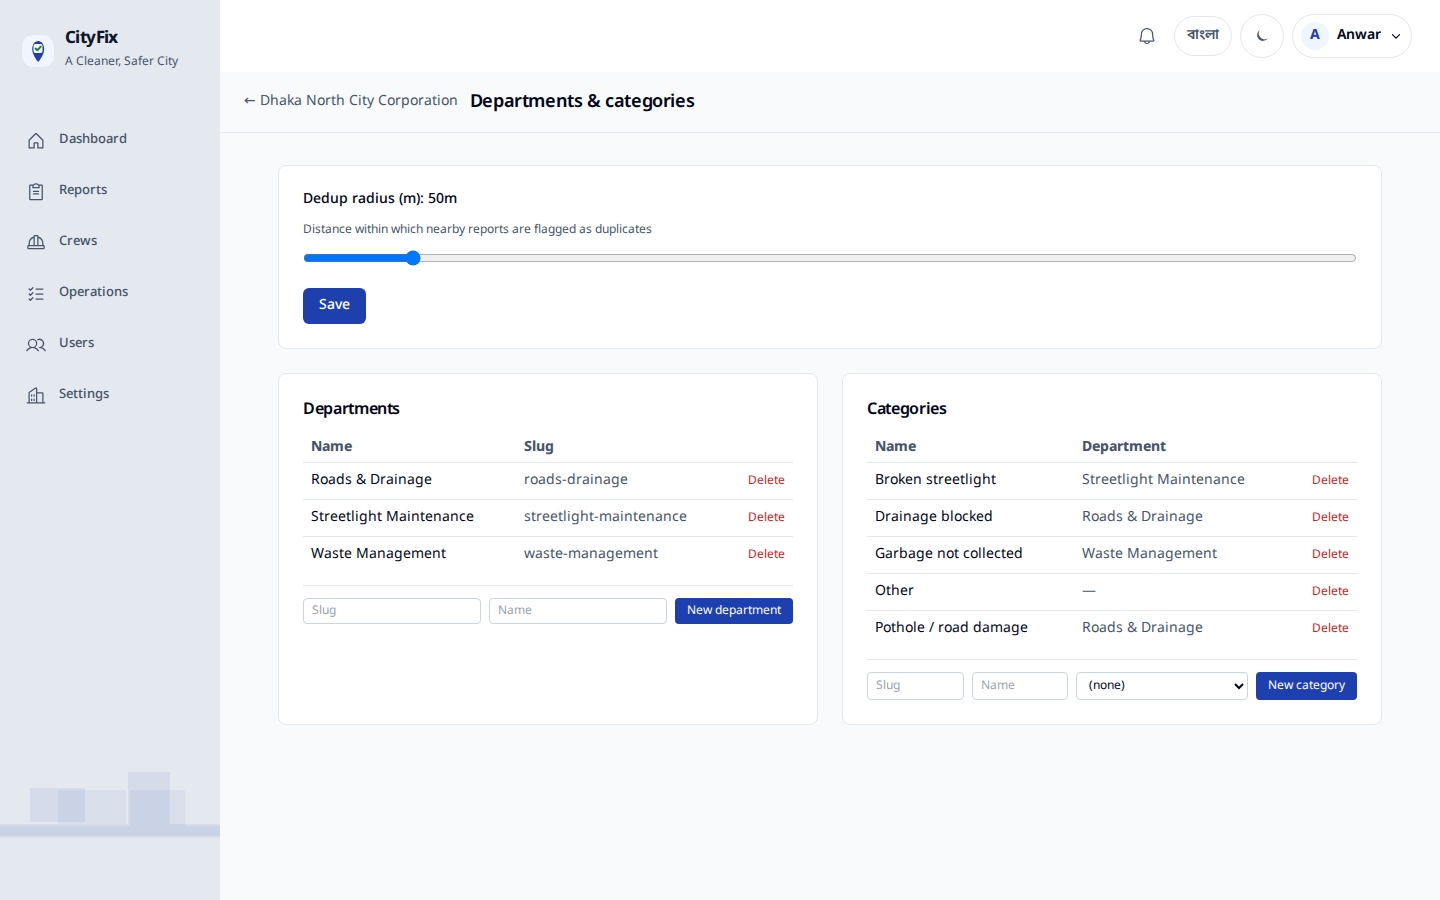 CityFix
A Cleaner, Safer City
Dashboard
Reports
Crews
Operations
Users
Settings
বাংলা
A Anwar
← Dhaka North City Corporation Departments & categories
Dedup radius (m): 50m
Distance within which nearby reports are flagged as duplicates
Save
Departments
Name Slug
Roads & Drainage roads-drainage Delete
Streetlight Maintenance streetlight-maintenance Delete
Waste Management waste-management Delete
Slug Name New department
Categories
Name Department
Broken streetlight Streetlight Maintenance Delete
Drainage blocked Roads & Drainage Delete
Garbage not collected Waste Management Delete
Other — Delete
Pothole / road damage Roads & Drainage Delete
Slug Name (none) New category